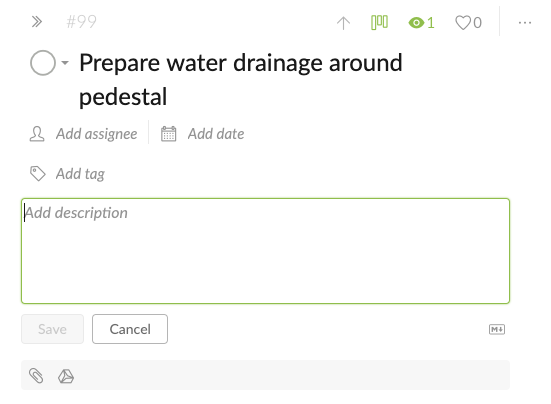 #99
1
0
Prepare water drainage around
pedestal
Add assignee
Add date
Add tag
Add description
Save
Cancel
M